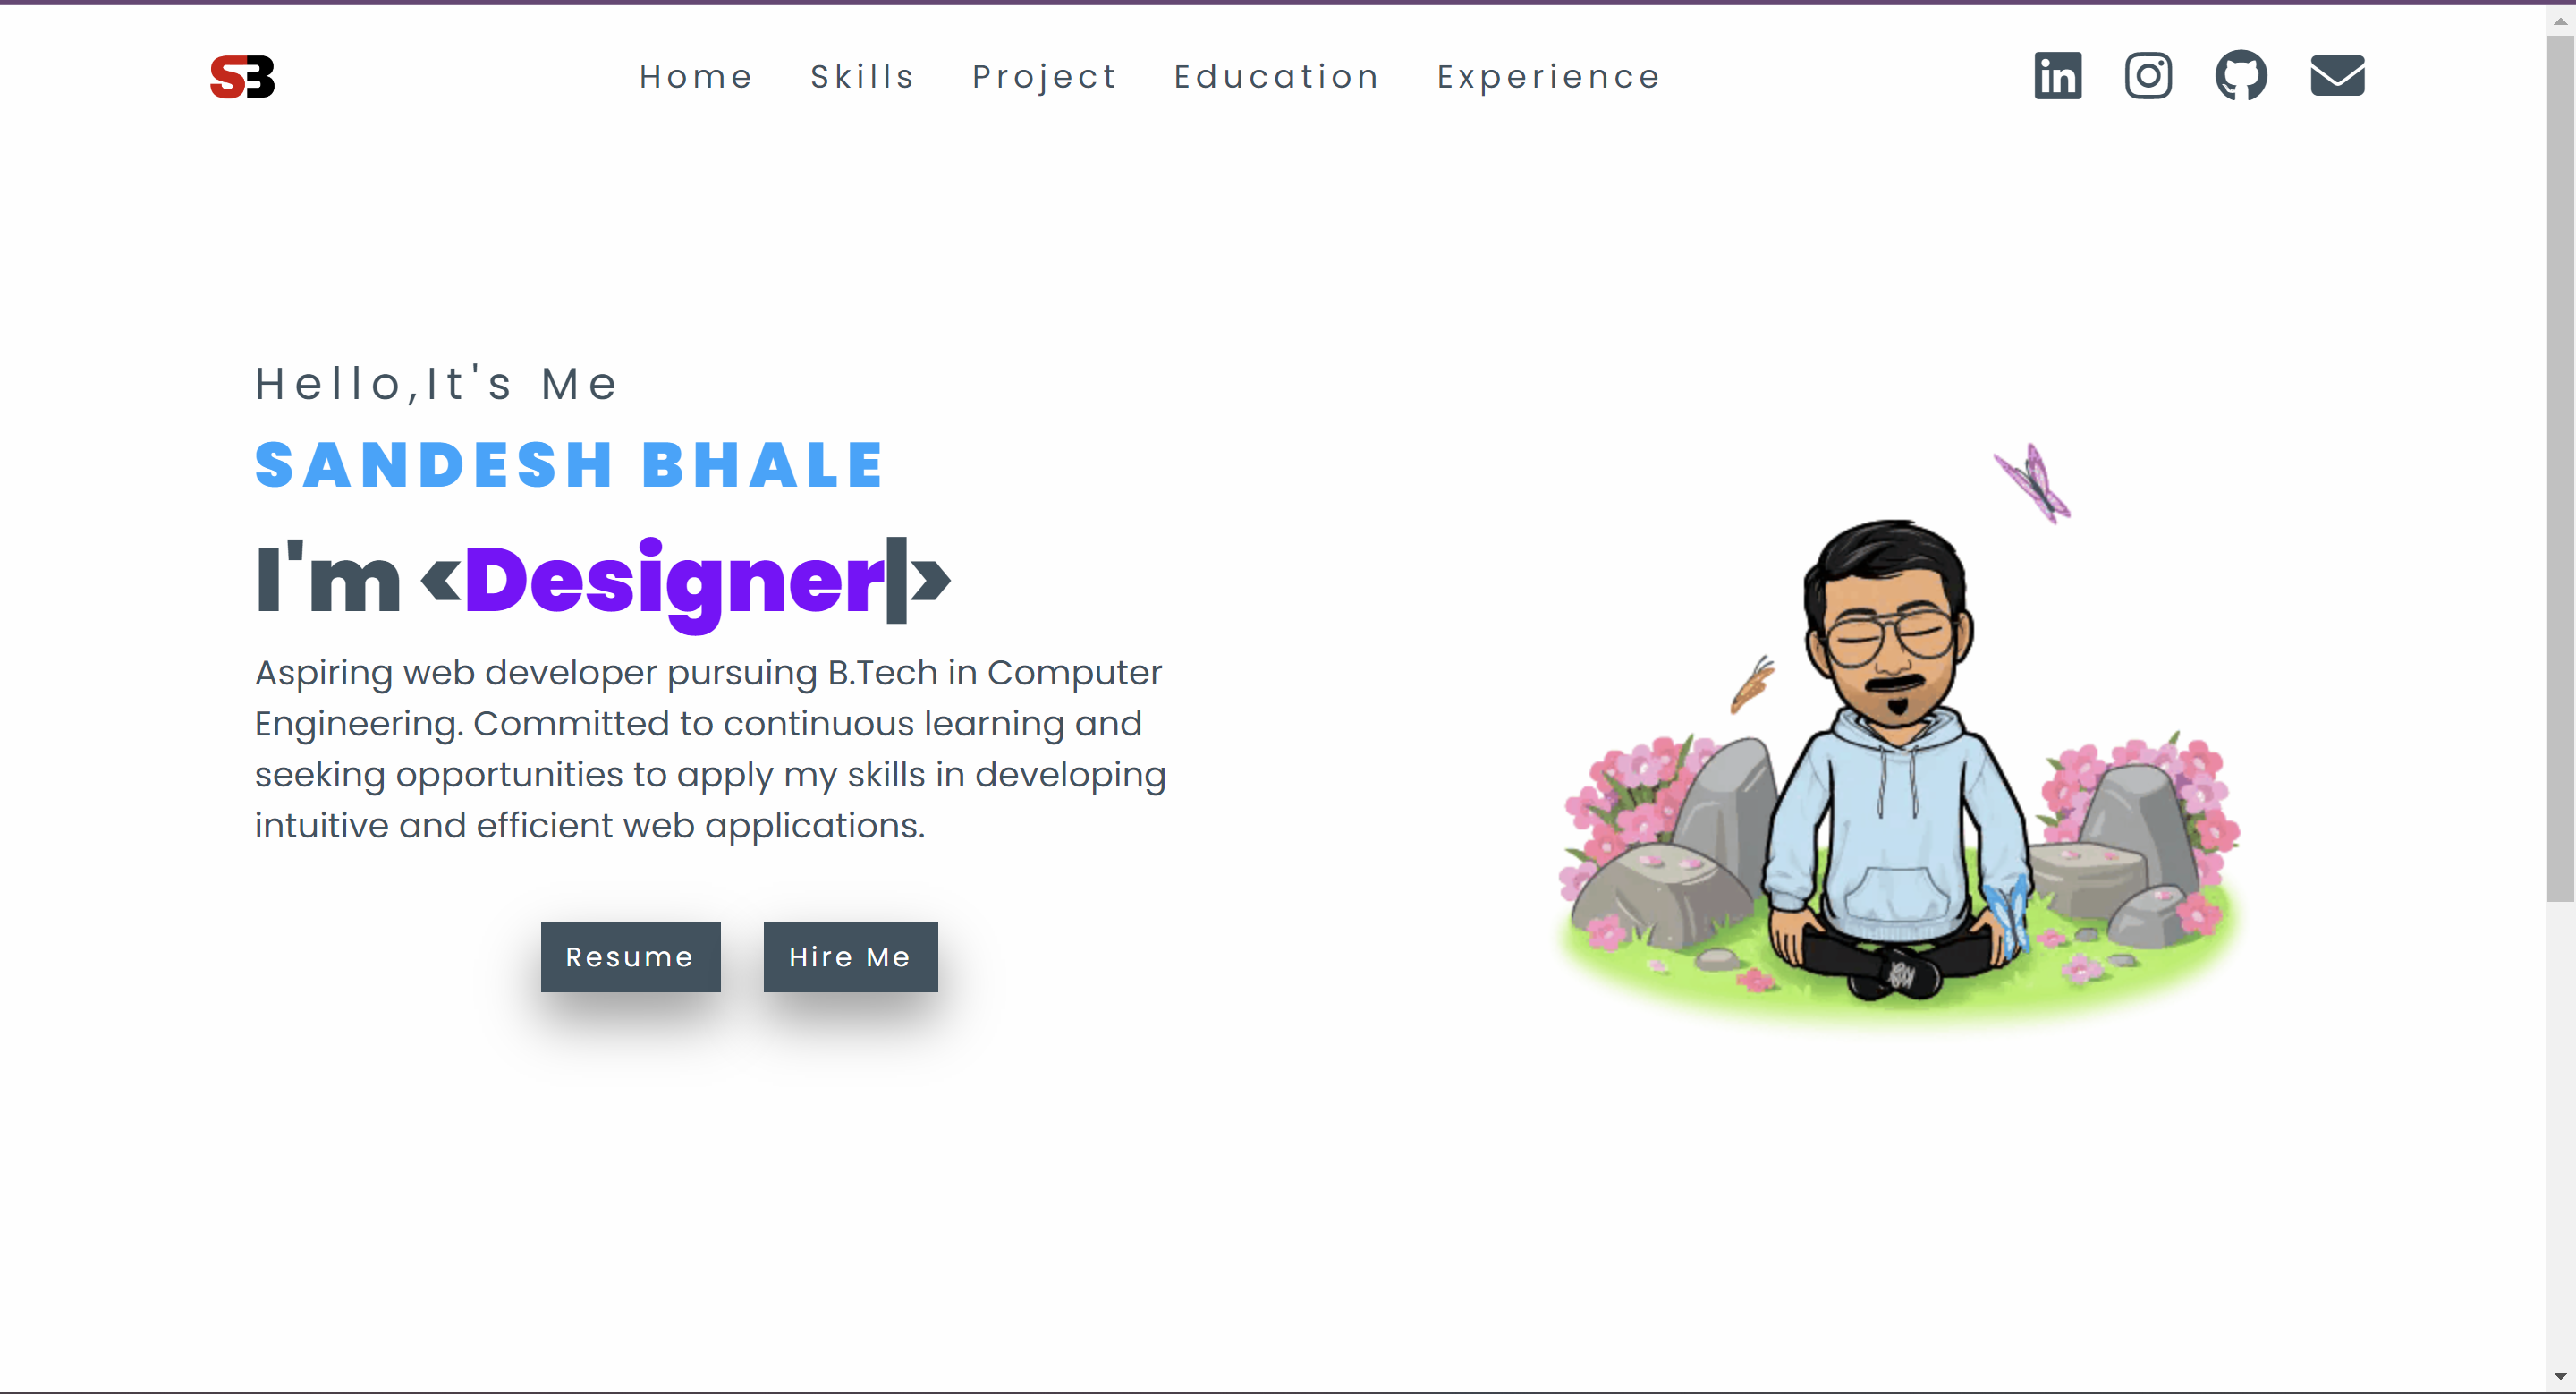 SB
Home Skills Project Education Experience
in
Hello,It's Me
SANDESH BHALE
I'm <Designer|>
Aspiring web developer pursuing B.Tech in Computer
Engineering. Committed to continuous learning and
seeking opportunities to apply my skills in developing
intuitive and efficient web applications.
Resume Hire Me